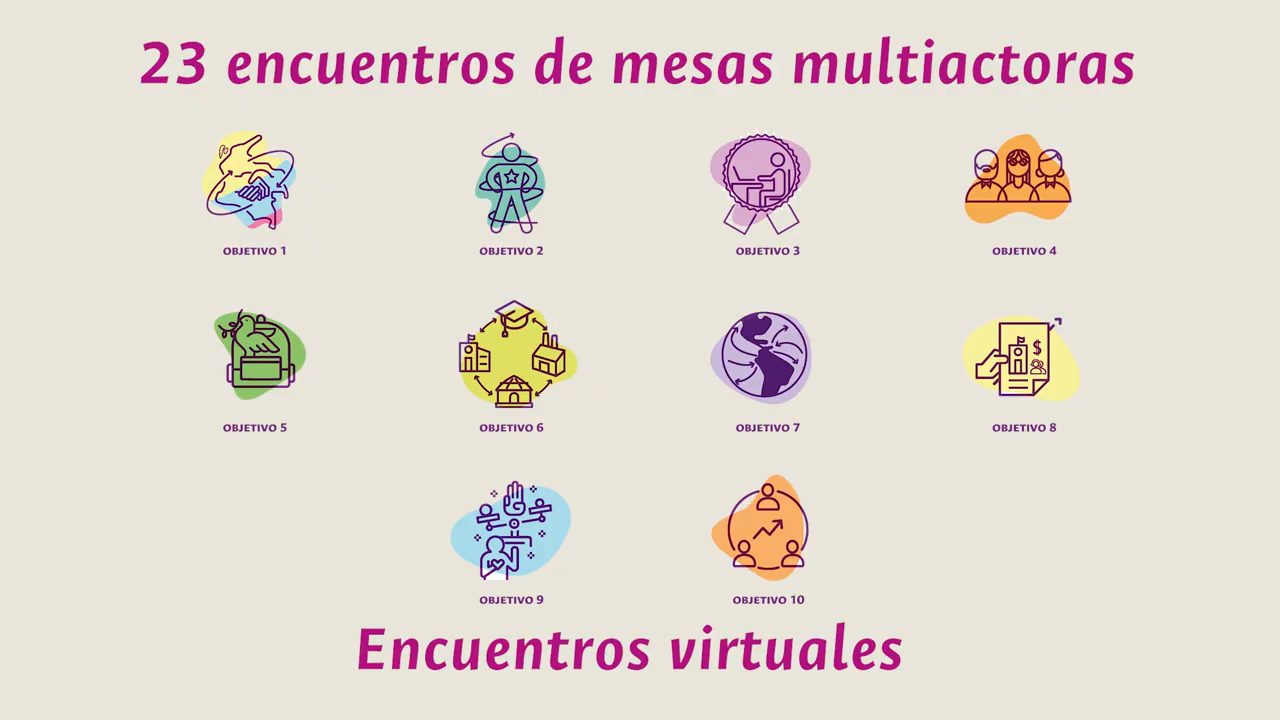 23 encuentros de mesas multiactoras
OBJETIVO 1
OBJETIVO 2
OBJETIVO 3
OBJETIVO 4
OBJETIVO 5
OBJETIVO 6
OBJETIVO 7
OBJETIVO 8
$
OBJETIVO 9
OBJETIVO 10
Encuentros virtuales